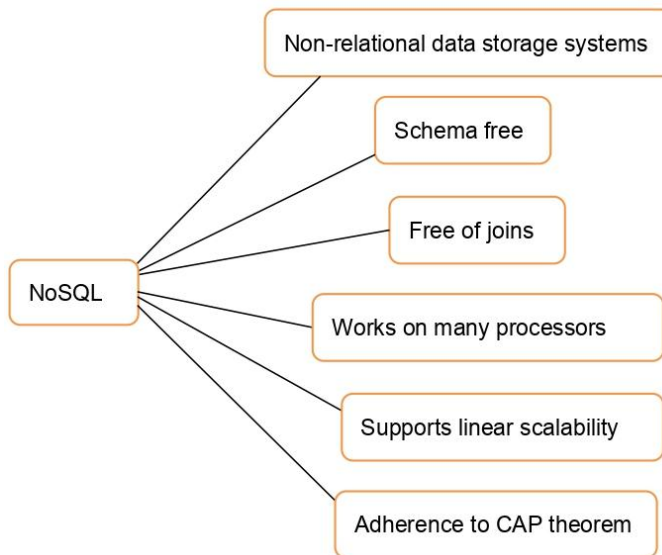 Non-relational data storage systems
Schema free
Free of joins
NoSQL
Works on many processors
Supports linear scalability
Adherence to CAP theorem